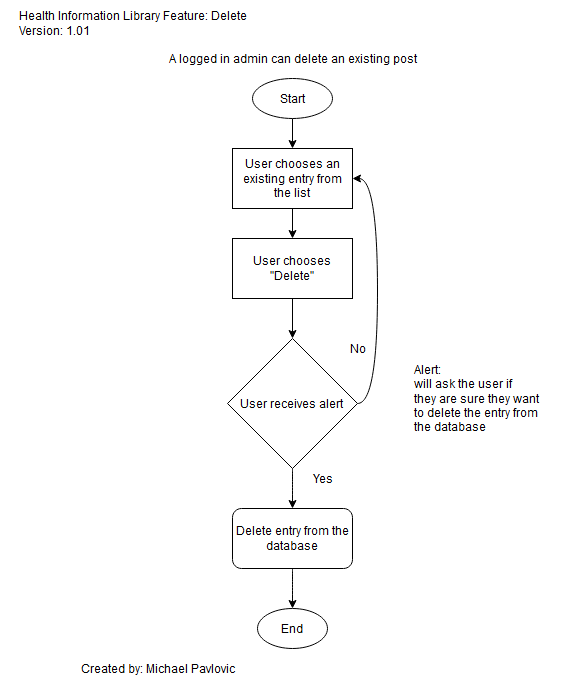 Health Information Library Feature: Delete
Version: 1.01
A logged in admin can delete an existing post
Start
User chooses an
existing entry from
the list
User chooses
"Delete"
No
Alert:
will ask the user if
they are sure they want
to delete the entry from
the database
User receives alert
Yes
Delete entry from the
database
End
Created by: Michael Pavlovic